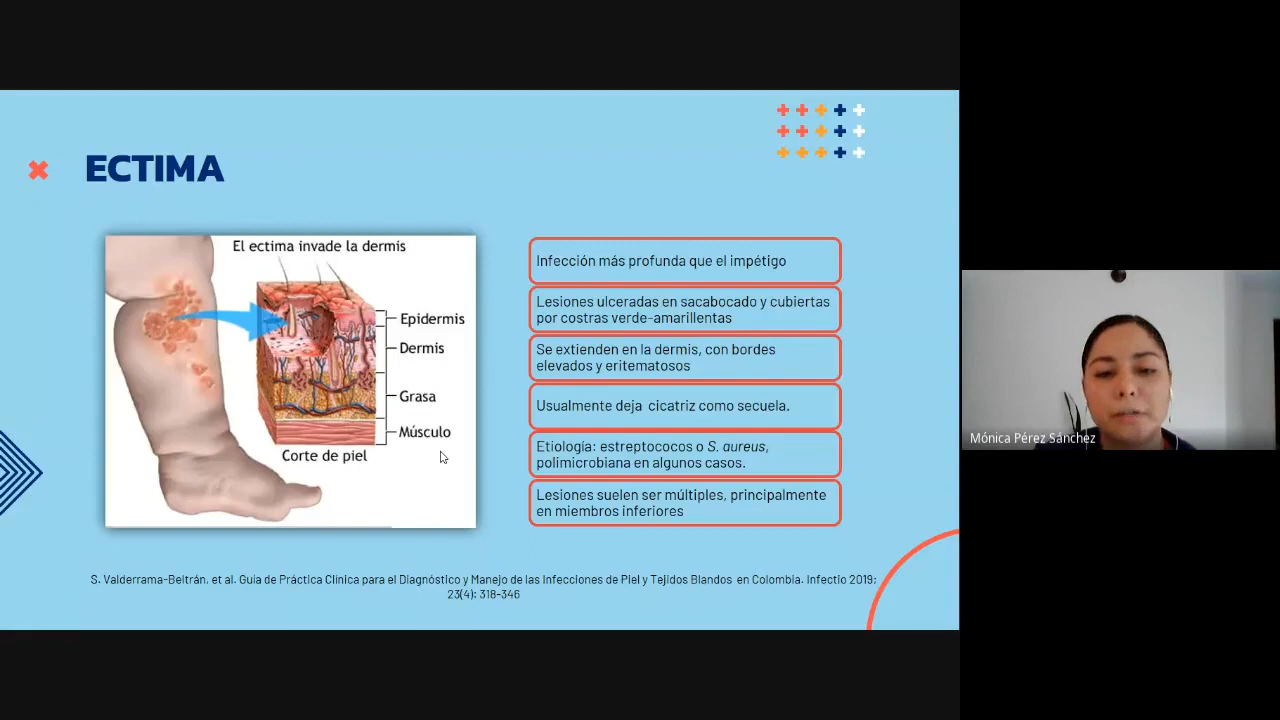 ECTIMA
El ectima invade la dermis
Epidermis
Dermis
Grasa
Músculo
Corte de piel
Infección más profunda que el impétigo
Lesiones ulceradas en sacabocado y cubiertas
por costras verde-amarillentas
Se extienden en la dermis, con bordes
elevados y eritematosos
Usualmente deja cicatriz como secuela.
Etiología: estreptococos o S. aureus,
polimicrobiana en algunos casos.
Lesiones suelen ser múltiples, principalmente
en miembros inferiores
S. Valderrama-Beltrán, et al. Guía de Práctica Clínica para el Diagnóstico y Manejo de las Infecciones de Piel y Tejidos Blandos en Colombia. Infectio 2019;
23(4): 318-346
Mónica Pérez Sánchez